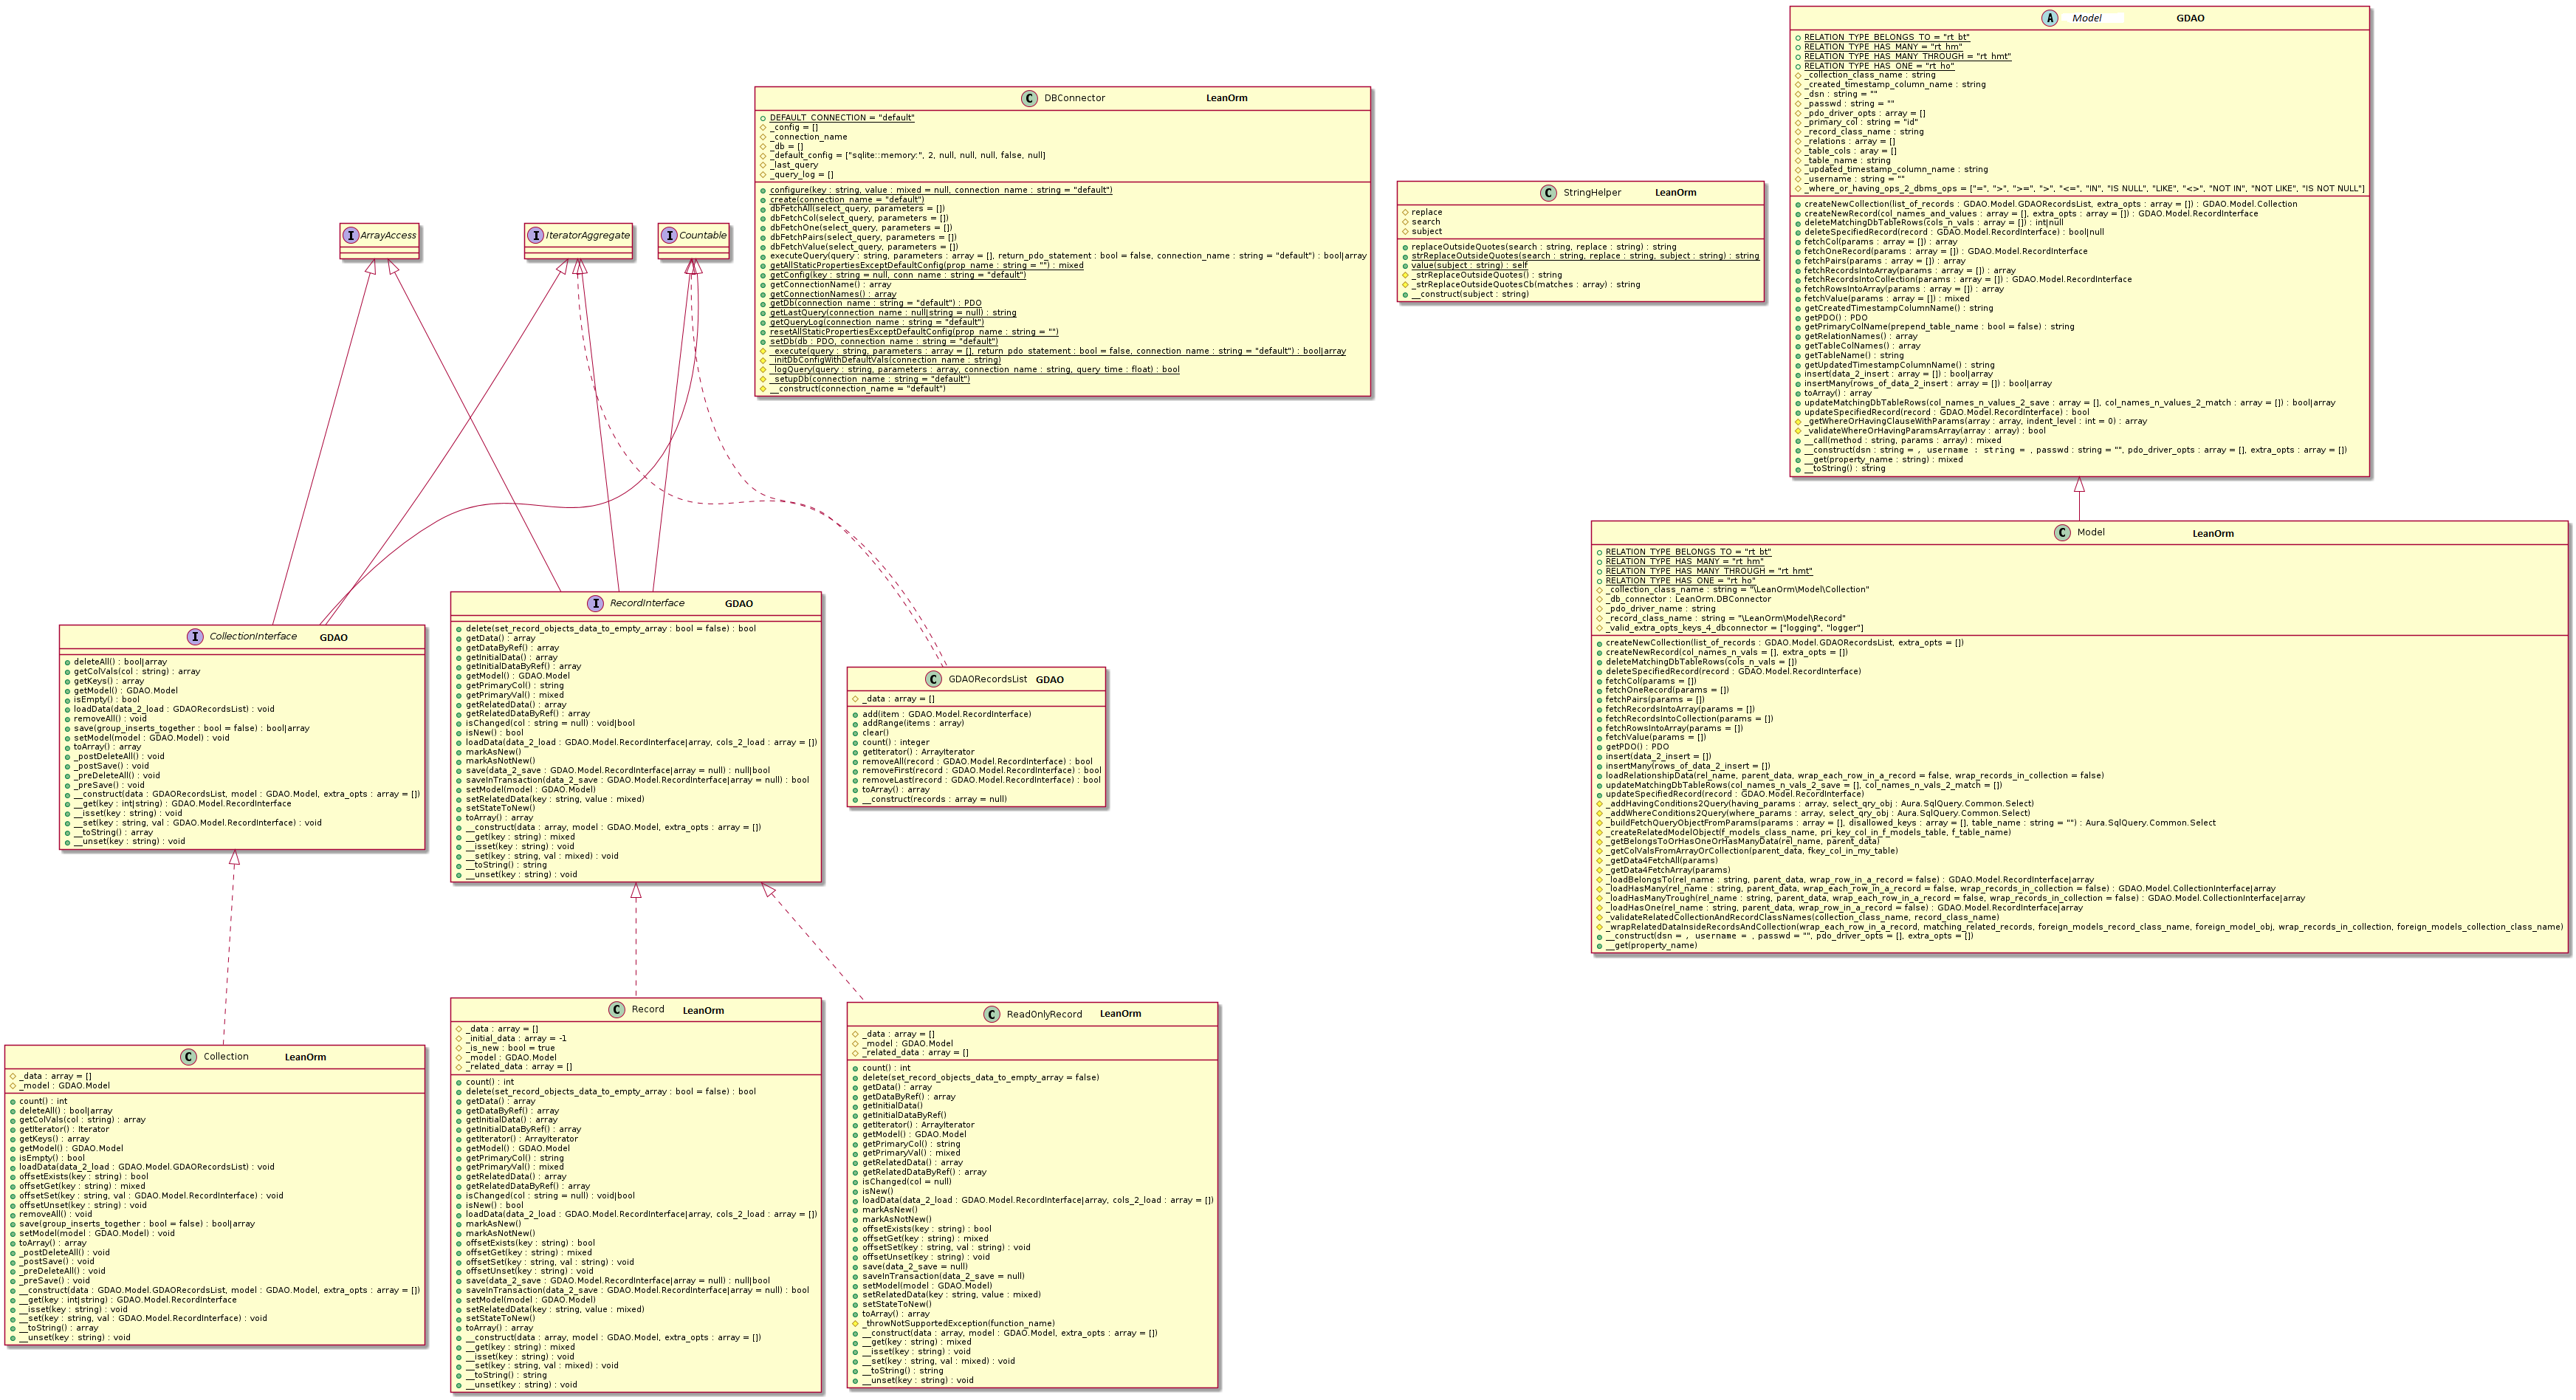 A Model GDAO
RELATION_TYPE_BELONGS_TO = "rt_bt"
RELATION_TYPE_HAS_MANY = "rt_hm"
RELATION_TYPE_HAS_MANY_THROUGH = "rt_hmt"
RELATION_TYPE_HAS_ONE = "rt_ho"
_collection_class_name : string
_created_timestamp_column_name : string
_dsn : string = ""
_passwd : string = ""
_pdo_driver_opts : array = []
_primary_col : string = "id"
_record_class_name : string
_relations : array = []
_table_cols : aray = []
_table_name : string
_updated_timestamp_column_name : string
_username : string = ""
_where_or_having_ops_2_dbms_ops = ["=", ">", ">=", ">", "<=", "IN", "IS NULL", "LIKE", "<>", "NOT IN", "NOT LIKE", "IS NOT NULL"]
createNewCollection(list_of_records : GDAO.Model.GDAORecordsList, extra_opts : array = []) : GDAO.Model.Collection
createNewRecord(col_names_and_values : array = [], extra_opts : array = []) : GDAO.Model.RecordInterface
deleteMatchingDbTableRows(cols_n_vals : array = []) : int|null
deleteSpecifiedRecord(record : GDAO.Model.RecordInterface) : bool|null
fetchCol(params : array = []) : array
fetchOneRecord(params : array = []) : GDAO.Model.RecordInterface
fetchPairs(params : array = []) : array
fetchRecordsIntoArray(params : array = []) : array
fetchRecordsIntoCollection(params : array = []) : GDAO.Model.RecordInterface
fetchRowsIntoArray(params : array = []) : array
fetchValue(params : array = []) : mixed
getCreatedTimestampColumnName() : string
getPDO() : PDO
getPrimaryColName(prepend_table_name : bool = false) : string
getRelationNames() : array
getTableColNames() : array
getTableName() : string
getUpdatedTimestampColumnName() : string
insert(data_2_insert : array = []) : bool|array
insertMany(rows_of_data_2_insert : array = []) : bool|array
toArray() : array
updateMatchingDbTableRows(col_names_n_values_2_save : array = [], col_names_n_values_2_match : array = []) : bool|array
updateSpecifiedRecord(record : GDAO.Model.RecordInterface) : bool
_getWhereOrHavingClauseWithParams(array : array, indent_level : int = 0) : array
_validateWhereOrHavingParamsArray(array : array) : bool
__call(method : string, params : array) : mixed
__construct(dsn : string = , username : string = , passwd : string = "", pdo_driver_opts : array = [], extra_opts : array = [])
__get(property_name : string) : mixed
__toString() : string
C DBConnector LeanOrm
DEFAULT_CONNECTION = "default"
_config = []
_connection_name
_db = []
_default_config = ["sqlite::memory:", 2, null, null, null, false, null]
_last_query
_query_log = []
configure(key : string, value : mixed = null, connection_name : string = "default")
create(connection_name = "default")
dbFetchAll(select_query, parameters = [])
dbFetchCol(select_query, parameters = [])
dbFetchOne(select_query, parameters = [])
dbFetchPairs(select_query, parameters = [])
dbFetchValue(select_query, parameters = [])
executeQuery(query : string, parameters : array = [], return_pdo_statement : bool = false, connection_name : string = "default") : bool|array
getAllStaticPropertiesExceptDefaultConfig(prop_name : string = "") : mixed
getConfig(key : string = null, conn_name : string = "default")
getConnectionName() : array
getConnectionNames() : array
getDb(connection_name : string = "default") : PDO
getLastQuery(connection_name : null|string = null) : string
getQueryLog(connection_name : string = "default")
resetAllStaticPropertiesExceptDefaultConfig(prop_name : string = "")
setDb(db : PDO, connection_name : string = "default")
_execute(query : string, parameters : array = [], return_pdo_statement : bool = false, connection_name : string = "default") : bool|array
_initDbConfigWithDefaultVals(connection_name : string)
_logQuery(query : string, parameters : array, connection_name : string, query_time : float) : bool
_setupDb(connection_name : string = "default")
__construct(connection_name = "default")
C StringHelper LeanOrm
replace
search
subject
replaceOutsideQuotes(search : string, replace : string) : string
strReplaceOutsideQuotes(search : string, replace : string, subject : string) : string
value(subject : string) : self
_strReplaceOutsideQuotes() : string
_strReplaceOutsideQuotesCb(matches : array) : string
__construct(subject : string)
I ArrayAccess
I IteratorAggregate
I Countable
C Model LeanOrm
RELATION_TYPE_BELONGS_TO = "rt_bt"
RELATION_TYPE_HAS_MANY = "rt_hm"
RELATION_TYPE_HAS_MANY_THROUGH = "rt_hmt"
RELATION_TYPE_HAS_ONE = "rt_ho"
_collection_class_name : string = "\LeanOrm\Model\Collection"
_db_connector : LeanOrm.DBConnector
_pdo_driver_name : string
_record_class_name : string = "\LeanOrm\Model\Record"
_valid_extra_opts_keys_4_dbconnector = ["logging", "logger"]
createNewCollection(list_of_records : GDAO.Model.GDAORecordsList, extra_opts = [])
createNewRecord(col_names_n_vals = [], extra_opts = [])
deleteMatchingDbTableRows(cols_n_vals = [])
deleteSpecifiedRecord(record : GDAO.Model.RecordInterface)
fetchCol(params = [])
fetchOneRecord(params = [])
fetchPairs(params = [])
fetchRecordsIntoArray(params = [])
fetchRecordsIntoCollection(params = [])
fetchRowsIntoArray(params = [])
fetchValue(params = [])
getPDO() : PDO
insert(data_2_insert = [])
insertMany(rows_of_data_2_insert = [])
loadRelationshipData(rel_name, parent_data, wrap_each_row_in_a_record = false, wrap_records_in_collection = false)
updateMatchingDbTableRows(col_names_n_vals_2_save = [], col_names_n_vals_2_match = [])
updateSpecifiedRecord(record : GDAO.Model.RecordInterface)
_addHavingConditions2Query(having_params : array, select_qry_obj : Aura.SqlQuery.Common.Select)
_addWhereConditions2Query(where_params : array, select_qry_obj : Aura.SqlQuery.Common.Select)
_buildFetchQueryObjectFromParams(params : array = [], disallowed_keys : array = [], table_name : string = "") : Aura.SqlQuery.Common.Select
_createRelatedModelObject(f_models_class_name, pri_key_col_in_f_models_table, f_table_name)
_getBelongsToOrHasOneOrHasManyData(rel_name, parent_data)
_getColValsFromArrayOrCollection(parent_data, fkey_col_in_my_table)
_getData4FetchAll(params)
_getData4FetchArray(params)
_loadBelongsTo(rel_name : string, parent_data, wrap_row_in_a_record = false) : GDAO.Model.RecordInterface|array
_loadHasMany(rel_name : string, parent_data, wrap_each_row_in_a_record = false, wrap_records_in_collection = false) : GDAO.Model.CollectionInterface|array
_loadHasManyTrough(rel_name : string, parent_data, wrap_each_row_in_a_record = false, wrap_records_in_collection = false) : GDAO.Model.CollectionInterface|array
_loadHasOne(rel_name : string, parent_data, wrap_row_in_a_record = false) : GDAO.Model.RecordInterface|array
_validateRelatedCollectionAndRecordClassNames(collection_class_name, record_class_name)
_wrapRelatedDataInsideRecordsAndCollection(wrap_each_row_in_a_record, matching_related_records, foreign_models_record_class_name, foreign_model_obj, wrap_records_in_collection, foreign_models_collection_class_name)
__construct(dsn = , username = , passwd = "", pdo_driver_opts = [], extra_opts = [])
__get(property_name)
I CollectionInterface GDAO
deleteAll() : bool|array
getColVals(col : string) : array
getKeys() : array
getModel() : GDAO.Model
isEmpty() : bool
loadData(data_2_load : GDAORecordsList) : void
removeAll() : void
save(group_inserts_together : bool = false) : bool|array
setModel(model : GDAO.Model) : void
toArray() : array
_postDeleteAll() : void
_postSave() : void
_preDeleteAll() : void
_preSave() : void
__construct(data : GDAORecordsList, model : GDAO.Model, extra_opts : array = [])
__get(key : int|string) : GDAO.Model.RecordInterface
__isset(key : string) : void
__set(key : string, val : GDAO.Model.RecordInterface) : void
__toString() : array
__unset(key : string) : void
I RecordInterface GDAO
delete(set_record_objects_data_to_empty_array : bool = false) : bool
getData() : array
getDataByRef() : array
getInitialData() : array
getInitialDataByRef() : array
getModel() : GDAO.Model
getPrimaryCol() : string
getPrimaryVal() : mixed
getRelatedData() : array
getRelatedDataByRef() : array
isChanged(col : string = null) : void|bool
isNew() : bool
loadData(data_2_load : GDAO.Model.RecordInterface|array, cols_2_load : array = [])
markAsNew()
markAsNotNew()
save(data_2_save : GDAO.Model.RecordInterface|array = null) : null|bool
saveInTransaction(data_2_save : GDAO.Model.RecordInterface|array = null) : bool
setModel(model : GDAO.Model)
setRelatedData(key : string, value : mixed)
setStateToNew()
toArray() : array
__construct(data : array, model : GDAO.Model, extra_opts : array = [])
__get(key : string) : mixed
__isset(key : string) : void
__set(key : string, val : mixed) : void
__toString() : string
__unset(key : string) : void
C GDAORecordsList GDAO
_data : array = []
add(item : GDAO.Model.RecordInterface)
addRange(items : array)
clear()
count() : integer
getIterator() : ArrayIterator
removeAll(record : GDAO.Model.RecordInterface) : bool
removeFirst(record : GDAO.Model.RecordInterface) : bool
removeLast(record : GDAO.Model.RecordInterface) : bool
toArray() : array
__construct(records : array = null)
C Collection LeanOrm
_data : array = []
_model : GDAO.Model
count() : int
deleteAll() : bool|array
getColVals(col : string) : array
getIterator() : Iterator
getKeys() : array
getModel() : GDAO.Model
isEmpty() : bool
loadData(data_2_load : GDAO.Model.GDAORecordsList) : void
offsetExists(key : string) : bool
offsetGet(key : string) : mixed
offsetSet(key : string, val : GDAO.Model.RecordInterface) : void
offsetUnset(key : string) : void
removeAll() : void
save(group_inserts_together : bool = false) : bool|array
setModel(model : GDAO.Model) : void
toArray() : array
_postDeleteAll() : void
_postSave() : void
_preDeleteAll() : void
_preSave() : void
__construct(data : GDAO.Model.GDAORecordsList, model : GDAO.Model, extra_opts : array = [])
__get(key : int|string) : GDAO.Model.RecordInterface
__isset(key : string) : void
__set(key : string, val : GDAO.Model.RecordInterface) : void
__toString() : array
__unset(key : string) : void
C Record LeanOrm
_data : array = []
_initial_data : array = -1
_is_new : bool = true
_model : GDAO.Model
_related_data : array = []
count() : int
delete(set_record_objects_data_to_empty_array : bool = false) : bool
getData() : array
getDataByRef() : array
getInitialData() : array
getInitialDataByRef() : array
getIterator() : ArrayIterator
getModel() : GDAO.Model
getPrimaryCol() : string
getPrimaryVal() : mixed
getRelatedData() : array
getRelatedDataByRef() : array
isChanged(col : string = null) : void|bool
isNew() : bool
loadData(data_2_load : GDAO.Model.RecordInterface|array, cols_2_load : array = [])
markAsNew()
markAsNotNew()
offsetExists(key : string) : bool
offsetGet(key : string) : mixed
offsetSet(key : string, val : string) : void
offsetUnset(key : string) : void
save(data_2_save : GDAO.Model.RecordInterface|array = null) : null|bool
saveInTransaction(data_2_save : GDAO.Model.RecordInterface|array = null) : bool
setModel(model : GDAO.Model)
setRelatedData(key : string, value : mixed)
setStateToNew()
toArray() : array
__construct(data : array, model : GDAO.Model, extra_opts : array = [])
__get(key : string) : mixed
__isset(key : string) : void
__set(key : string, val : mixed) : void
__toString() : string
__unset(key : string) : void
C ReadOnlyRecord LeanOrm
_data : array = []
_model : GDAO.Model
_related_data : array = []
count() : int
delete(set_record_objects_data_to_empty_array = false)
getData() : array
getDataByRef() : array
getInitialData()
getInitialDataByRef()
getIterator() : ArrayIterator
getModel() : GDAO.Model
getPrimaryCol() : string
getPrimaryVal() : mixed
getRelatedData() : array
getRelatedDataByRef() : array
isChanged(col = null)
isNew()
loadData(data_2_load : GDAO.Model.RecordInterface|array, cols_2_load : array = [])
markAsNew()
markAsNotNew()
offsetExists(key : string) : bool
offsetGet(key : string) : mixed
offsetSet(key : string, val : string) : void
offsetUnset(key : string) : void
save(data_2_save = null)
saveInTransaction(data_2_save = null)
setModel(model : GDAO.Model)
setRelatedData(key : string, value : mixed)
setStateToNew()
toArray() : array
_throwNotSupportedException(function_name)
__construct(data : array, model : GDAO.Model, extra_opts : array = [])
__get(key : string) : mixed
__isset(key : string) : void
__set(key : string, val : mixed) : void
__toString() : string
__unset(key : string) : void